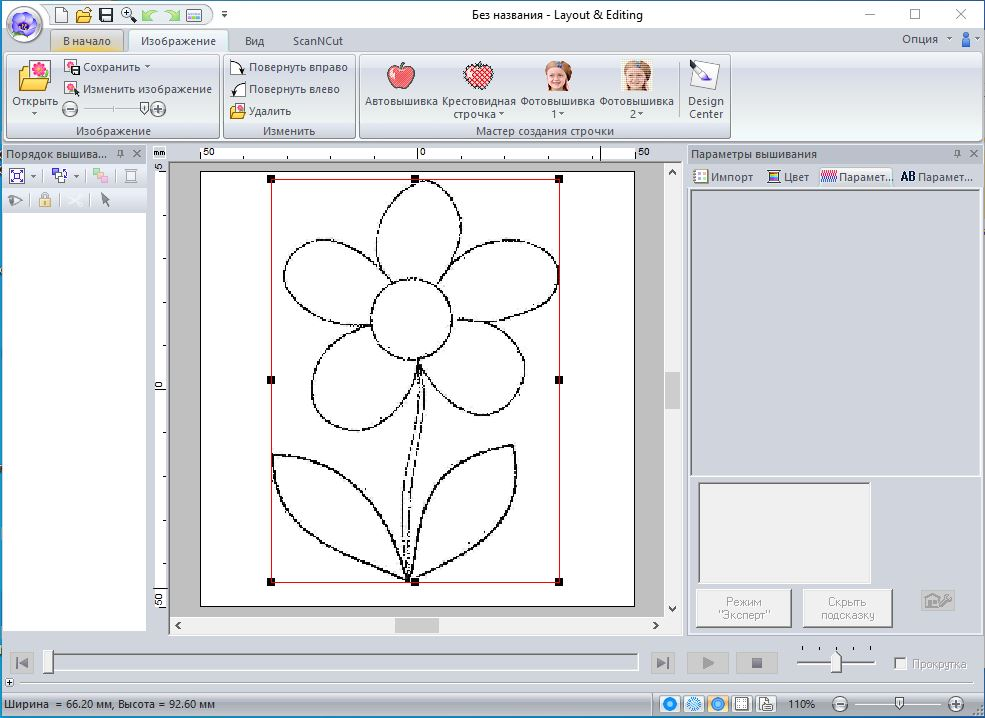 Без названия - Layout & Editing
В начало Изображение Вид ScanNCut Опция
Открыть
Сохранить
Изменить изображение
Изображение
Повернуть вправо
Повернуть влево
Удалить
Изменить
Автовышивка
Крестовидная
строчка
Фотовышивка
1
Фотовышивка
2
Design
Center
Мастер создания строчки
Порядок вышива...
mm
50 0 50
0
50
Параметры вышивания
Импорт Цвет Парамет... AB Парамет...
Режим
"Эксперт"
Скрыть
подсказку
Прокрутка
Ширина = 66.20 мм, Высота = 92.60 мм
110%